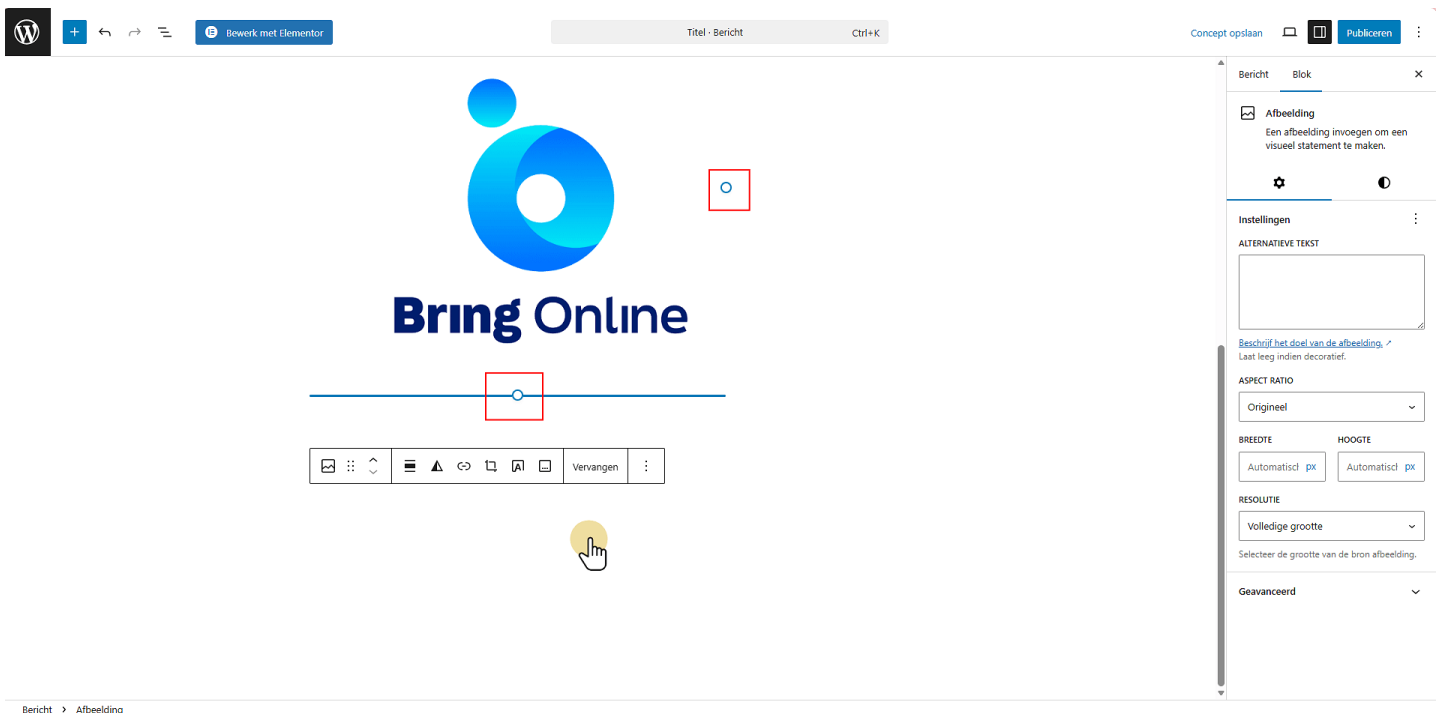 Bewerk met Elementor
Titel · Bericht
Ctrl+K
Concept opslaan
Publiceren
Bericht
Blok
Afbeelding
Een afbeelding invoegen om een
visueel statement te maken.
Instellingen
ALTERNATIEVE TEKST
Beschrijf het doel van de afbeelding. ↗
Laat leeg indien decoratief.
ASPECT RATIO
Origineel
BREEDTE
HOOGTE
Automatisch px
Automatisch px
RESOLUTIE
Volledige grootte
Selecteer de grootte van de bron afbeelding.
Geavanceerd
Bring Online
Vervangen
Bericht > Afbeelding